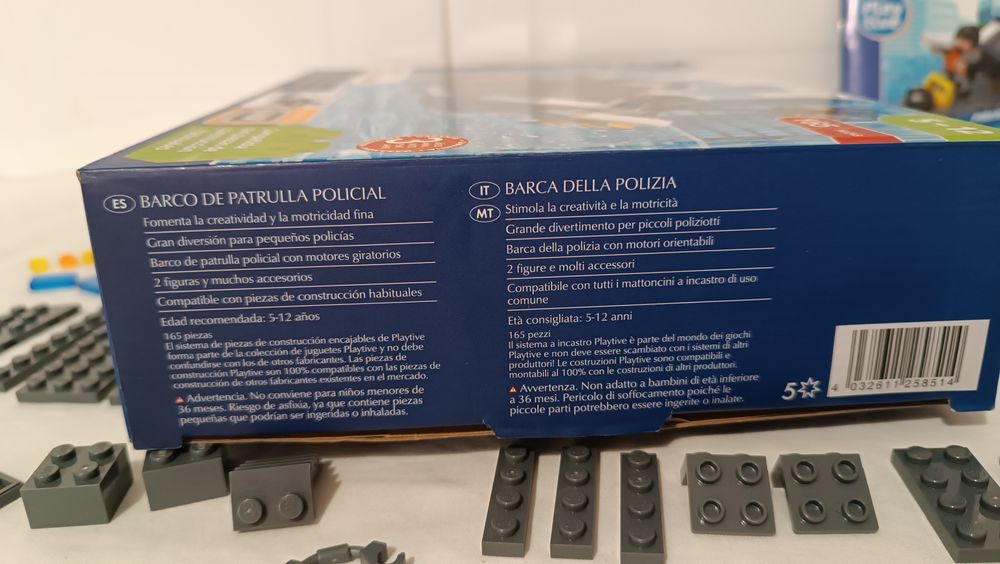 ES BARCO DE PATRULLA POLICIAL
Fomenta la creatividad y la motricidad fina
Gran diversión para pequeños policías
Barco de patrulla policial con motores giratorios
2 figuras y muchos accesorios
Compatible con piezas de construcción habituales
Edad recomendada: 5-12 años
165 piezas
El sistema de piezas de construcción encajables de Playtive
forma parte de la colección de juguetes Playtive y no debe
confundirse con los de otros fabricantes. Las piezas de
construcción Playtive son 100% compatibles con las piezas de
construcción de otros fabricantes existentes en el mercado.
Advertencia. No conviene para niños menores de
36 meses. Riesgo de asfixia, ya que contiene piezas
pequeñas que podrían ser ingeridas o inhaladas.
IT BARCA DELLA POLIZIA
MT Stimola la creatività e la motricità
Grande divertimento per piccoli poliziotti
Barca della polizia con motori orientabili
2 figure e molti accessori
Compatibile con tutti i mattoncini a incastro di uso
comune
Età consigliata: 5-12 anni
165 pezzi
Il sistema a incastro Playtive è parte del mondo dei giochi
Playtive e non deve essere scambiato con i sistemi di altri
produttori! Le costruzioni Playtive sono compatibili e
montabili al 100% con le costruzioni di altri produttori.
Avvertenza. Non adatto a bambini di età inferiore
a 36 mesi. Pericolo di soffocamento poiché le
piccole parti potrebbero essere ingerite o inalate.
5
4 032611 258514